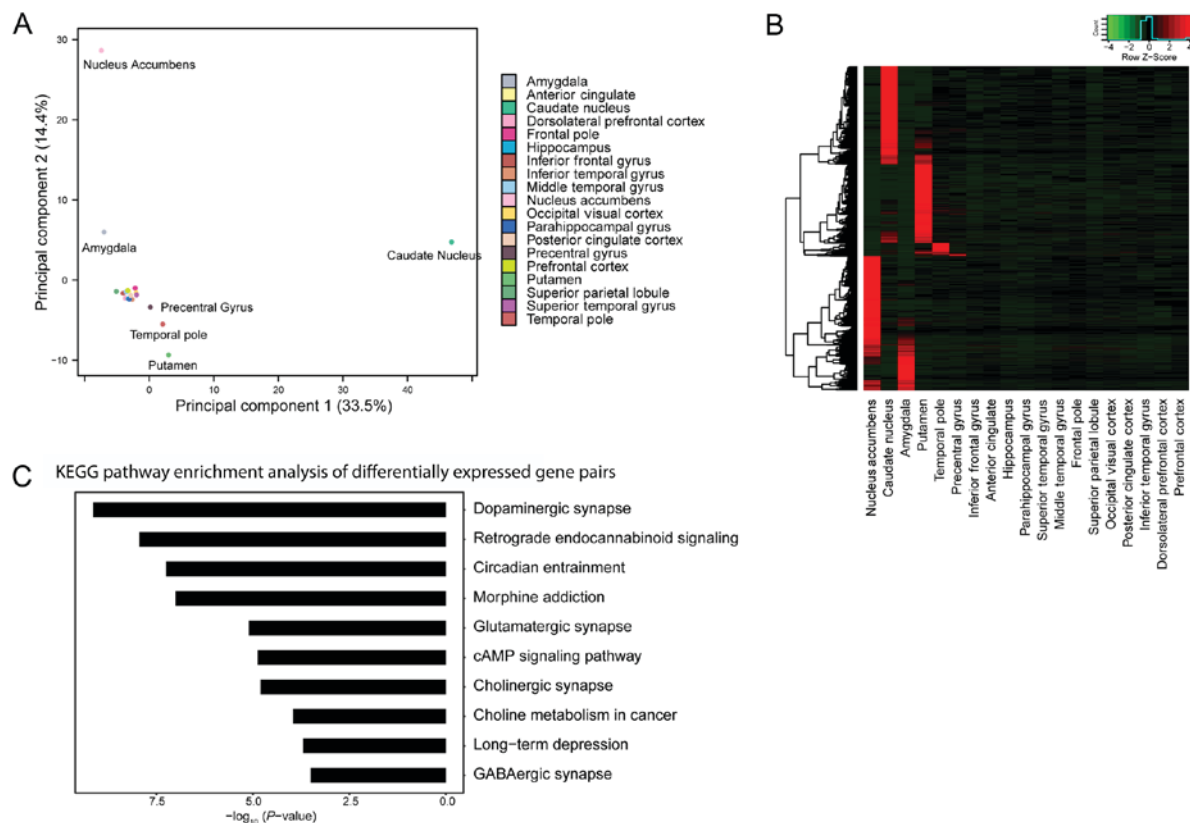 A
30
20
10
0
−10
Principal component 2 (14.4%)
Nucleus Accumbens
Amygdala
Caudate Nucleus
Precentral Gyrus
Temporal pole
Putamen
0
10
20
30
40
50
Principal component 1 (33.5%)
Amygdala
Anterior cingulate
Caudate nucleus
Dorsolateral prefrontal cortex
Frontal pole
Hippocampus
Inferior frontal gyrus
Inferior temporal gyrus
Middle temporal gyrus
Nucleus accumbens
Occipital visual cortex
Parahippocampal gyrus
Posterior cingulate cortex
Precentral gyrus
Prefrontal cortex
Putamen
Superior parietal lobule
Superior temporal gyrus
Temporal pole
B
Count
−4 −2 0 2 4
Row Z−Score
Nucleus accumbens
Caudate nucleus
Amygdala
Putamen
Temporal pole
Precentral gyrus
Inferior frontal gyrus
Anterior cingulate
Hippocampus
Parahippocampal gyrus
Superior temporal gyrus
Middle temporal gyrus
Frontal pole
Superior parietal lobule
Occipital visual cortex
Posterior cingulate cortex
Inferior temporal gyrus
Dorsolateral prefrontal cortex
Prefrontal cortex
C
KEGG pathway enrichment analysis of differentially expressed gene pairs
Dopaminergic synapse
Retrograde endocannabinoid signaling
Circadian entrainment
Morphine addiction
Glutamatergic synapse
cAMP signaling pathway
Cholinergic synapse
Choline metabolism in cancer
Long−term depression
GABAergic synapse
7.5 5.0 2.5 0.0
−log₁₀ (P−value)